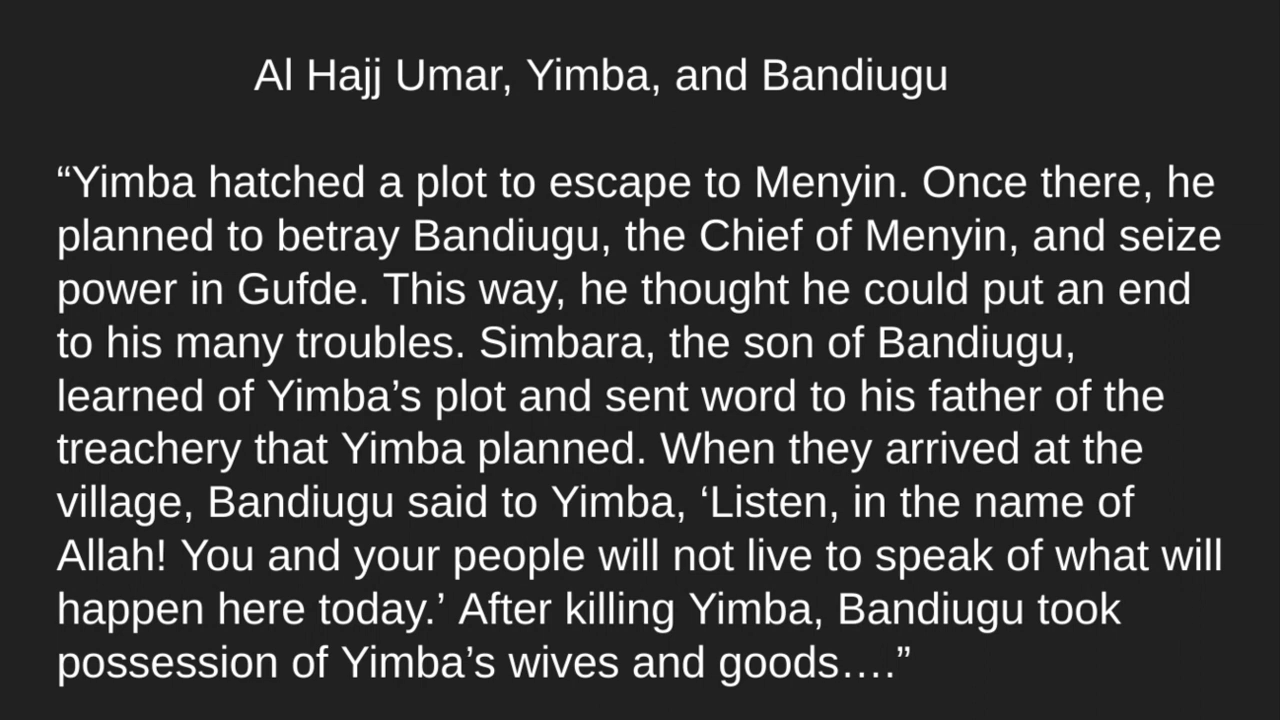 Al Hajj Umar, Yimba, and Bandiugu
“Yimba hatched a plot to escape to Menyin. Once there, he
planned to betray Bandiugu, the Chief of Menyin, and seize
power in Gufde. This way, he thought he could put an end
to his many troubles. Simbara, the son of Bandiugu,
learned of Yimba’s plot and sent word to his father of the
treachery that Yimba planned. When they arrived at the
village, Bandiugu said to Yimba, ‘Listen, in the name of
Allah! You and your people will not live to speak of what will
happen here today.’ After killing Yimba, Bandiugu took
possession of Yimba’s wives and goods….”